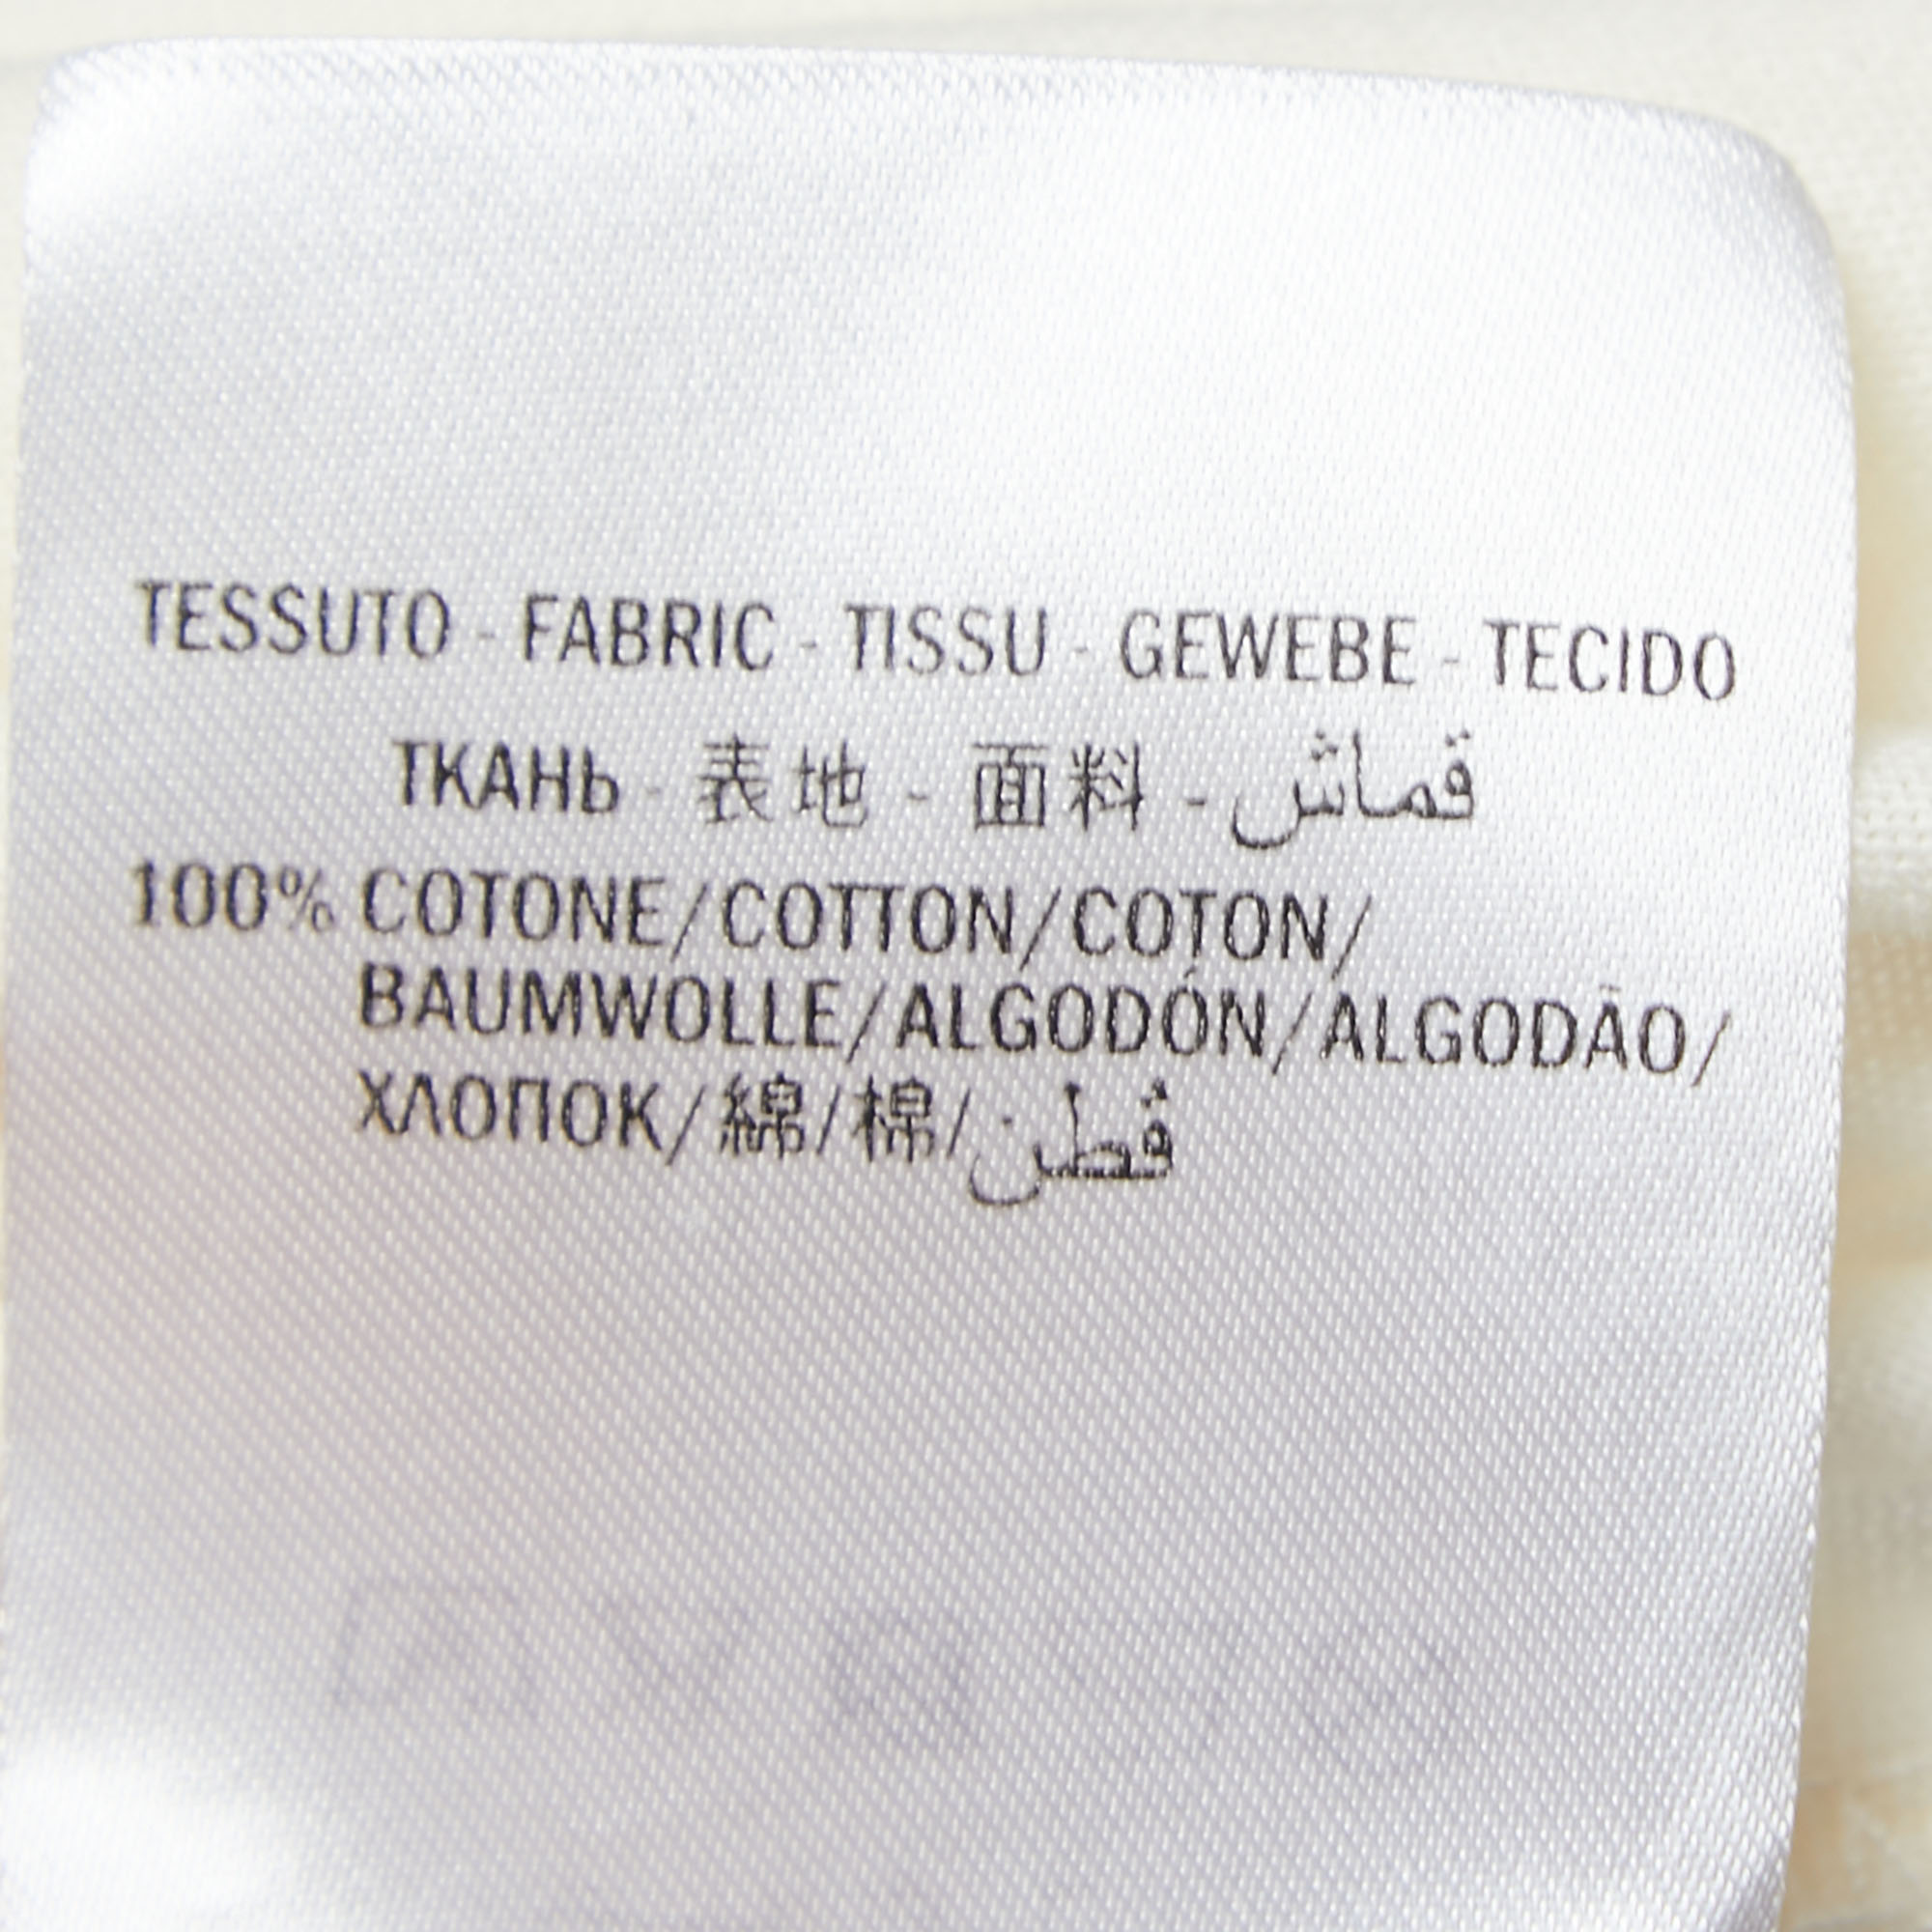 TESSUTO - FABRIC - TISSU - GEWEBE - TECIDO
ТКАНЬ - 表地 - 面料 - قماش
100% COTONE/COTTON/COTON/
BAUMWOLLE/ALGODÓN/ALGODÃO/
ХЛОПОК/綿/棉/قطن